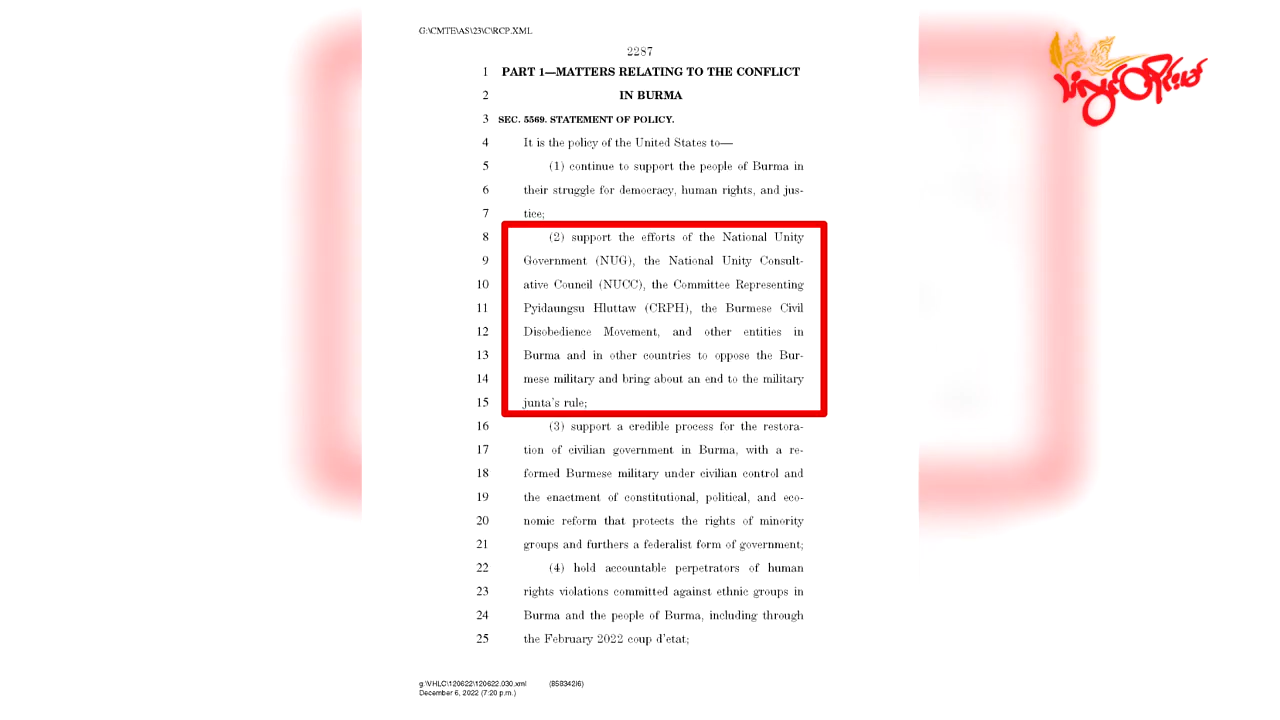 G:\CMTE\AS\23\C\RCP.XML
2287
1 PART 1—MATTERS RELATING TO THE CONFLICT
2 IN BURMA
3 SEC. 5569. STATEMENT OF POLICY.
4 It is the policy of the United States to—
5 (1) continue to support the people of Burma in
6 their struggle for democracy, human rights, and jus-
7 tice;
8 (2) support the efforts of the National Unity
9 Government (NUG), the National Unity Consult-
10 ative Council (NUCC), the Committee Representing
11 Pyidaungsu Hluttaw (CRPH), the Burmese Civil
12 Disobedience Movement, and other entities in
13 Burma and in other countries to oppose the Bur-
14 mese military and bring about an end to the military
15 junta's rule;
16 (3) support a credible process for the restora-
17 tion of civilian government in Burma, with a re-
18 formed Burmese military under civilian control and
19 the enactment of constitutional, political, and eco-
20 nomic reform that protects the rights of minority
21 groups and furthers a federalist form of government;
22 (4) hold accountable perpetrators of human
23 rights violations committed against ethnic groups in
24 Burma and the people of Burma, including through
25 the February 2022 coup d'etat;
g:\VHLC\120622\120622.030.xml (858342|6)
December 6, 2022 (7:20 p.m.)